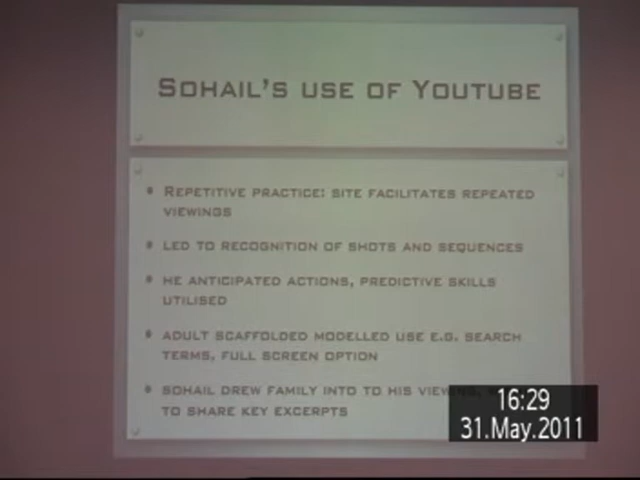 Sohail's use of Youtube
Repetitive practice: site facilitates repeated
viewings
led to recognition of shots and sequences
he anticipated actions, predictive skills
utilised
adult scaffolded modelled use e.g. search
terms, full screen option
sohail drew family into to his viewing,
to share key excerpts
16:29
31.May.2011